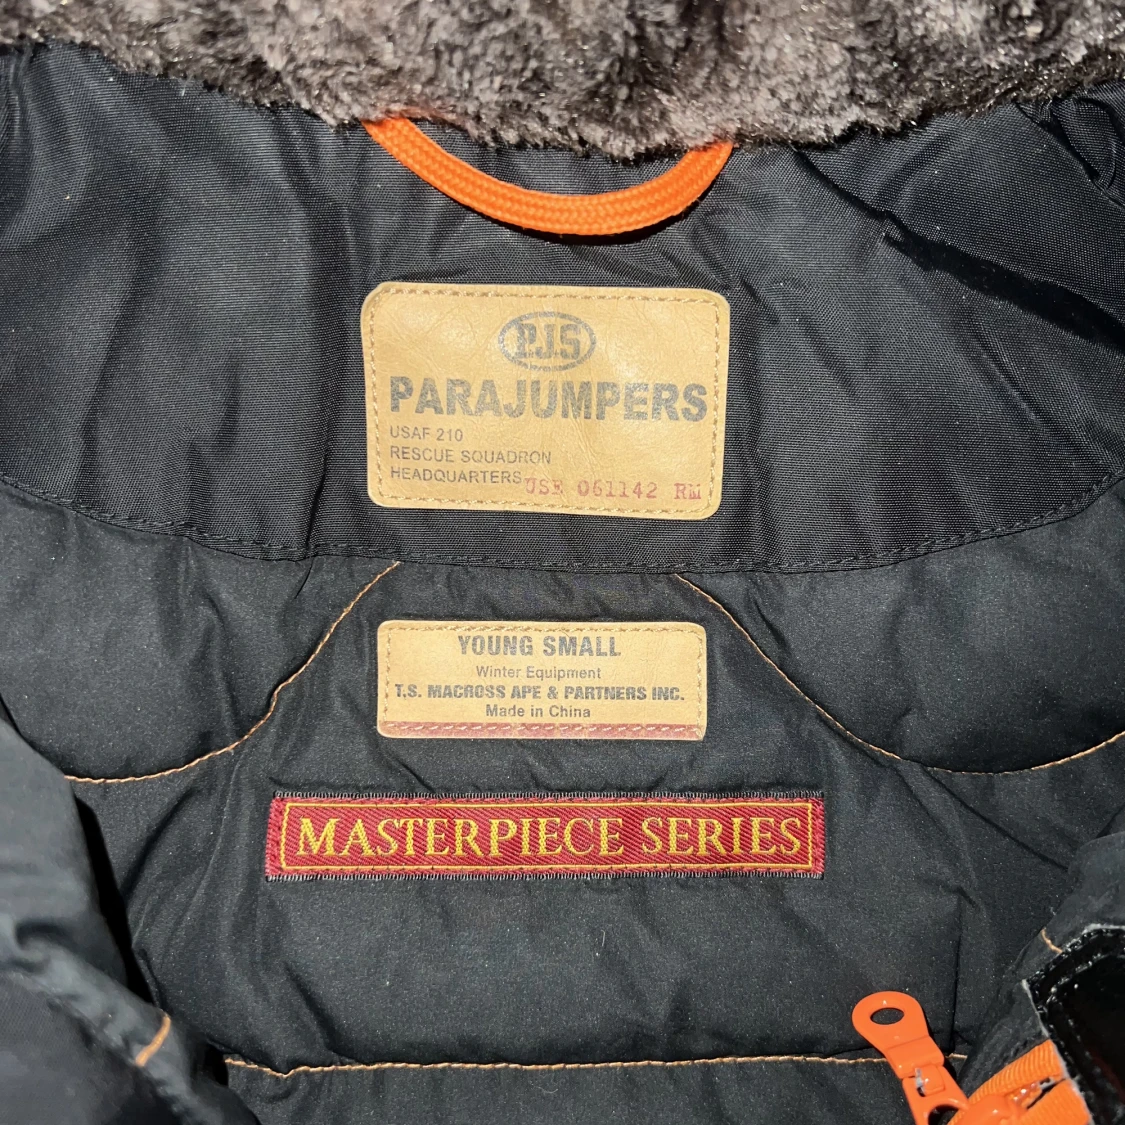 P.J.S
PARAJUMPERS
USAF 210
RESCUE SQUADRON
HEADQUARTERS
USE 061142 RM
YOUNG SMALL
Winter Equipment
T.S. MACROSS APE & PARTNERS INC.
Made in China
MASTERPIECE SERIES